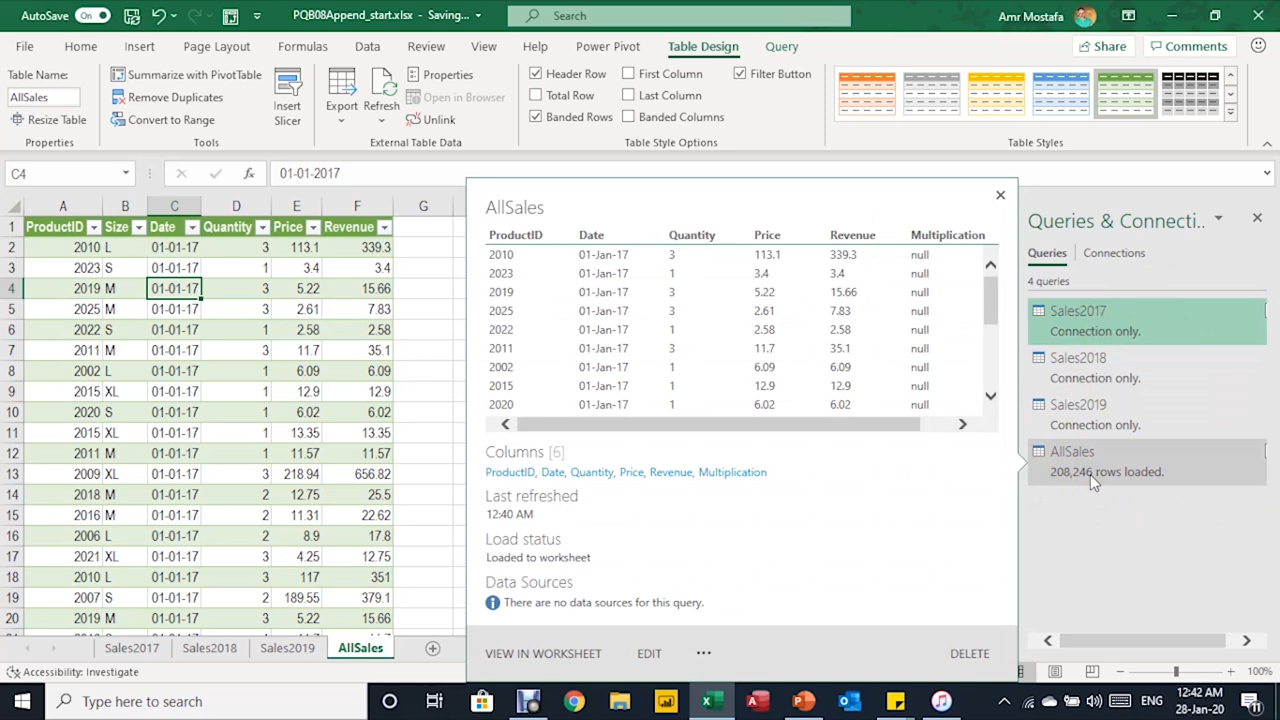 AutoSave On PQB08Append_start.xlsx - Saving... Search Amr Mostafa
File Home Insert Page Layout Formulas Data Review View Help Power Pivot Table Design Query Share Comments
Table Name: Summarize with PivotTable Properties Header Row First Column Filter Button
AllSales Insert Slicer Export Refresh Open in Browser Total Row Last Column
Resize Table Convert to Range Unlink Banded Rows Banded Columns
Properties Tools External Table Data Table Style Options Table Styles
C4 fx 01-01-2017
A B C D E F G
1 ProductID Size Date Quantity Price Revenue
2 2010 L 01-01-17 3 113.1 339.3
3 2023 S 01-01-17 1 3.4 3.4
4 2019 M 01-01-17 3 5.22 15.66
5 2025 M 01-01-17 3 2.61 7.83
6 2022 S 01-01-17 1 2.58 2.58
7 2011 M 01-01-17 3 11.7 35.1
8 2002 L 01-01-17 1 6.09 6.09
9 2015 XL 01-01-17 1 12.9 12.9
10 2020 S 01-01-17 1 6.02 6.02
11 2015 XL 01-01-17 1 13.35 13.35
12 2011 M 01-01-17 1 11.57 11.57
13 2009 XL 01-01-17 3 218.94 656.82
14 2018 M 01-01-17 2 12.75 25.5
15 2016 M 01-01-17 2 11.31 22.62
16 2006 L 01-01-17 2 8.9 17.8
17 2021 XL 01-01-17 3 4.25 12.75
18 2010 L 01-01-17 3 117 351
19 2007 S 01-01-17 2 189.55 379.1
20 2019 M 01-01-17 3 5.22 15.66
AllSales
ProductID Date Quantity Price Revenue Multiplication
2010 01-Jan-17 3 113.1 339.3 null
2023 01-Jan-17 1 3.4 3.4 null
2019 01-Jan-17 3 5.22 15.66 null
2025 01-Jan-17 3 2.61 7.83 null
2022 01-Jan-17 1 2.58 2.58 null
2011 01-Jan-17 3 11.7 35.1 null
2002 01-Jan-17 1 6.09 6.09 null
2015 01-Jan-17 1 12.9 12.9 null
2020 01-Jan-17 1 6.02 6.02 null
Columns [6]
ProductID, Date, Quantity, Price, Revenue, Multiplication
Last refreshed
12:40 AM
Load status
Loaded to worksheet
Data Sources
There are no data sources for this query.
VIEW IN WORKSHEET EDIT ... DELETE
Queries & Connecti...
Queries Connections
4 queries
Sales2017
Connection only.
Sales2018
Connection only.
Sales2019
Connection only.
AllSales
208,246 rows loaded.
Sales2017 Sales2018 Sales2019 AllSales
Accessibility: Investigate 100%
Type here to search ENG 12:42 AM
28-Jan-20 11